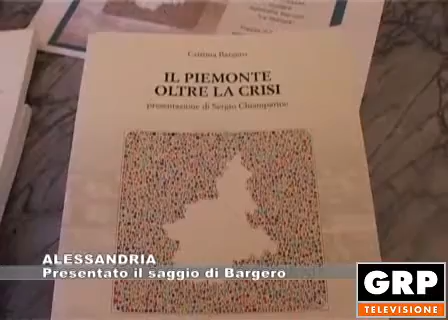 Cristina Bargero
IL PIEMONTE
OLTRE LA CRISI
presentazione di Sergio Chiamparino
ALESSANDRIA
Presentato il saggio di Bargero
GRP
TELEVISIONE